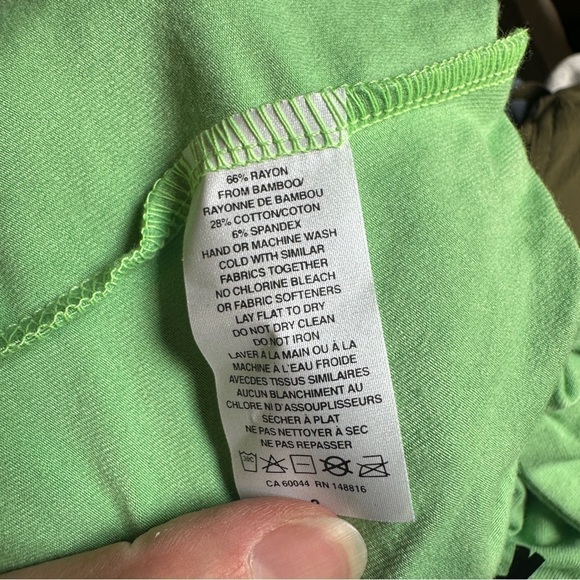 66% RAYON
FROM BAMBOO/
RAYONNE DE BAMBOU
28% COTTON/COTON
6% SPANDEX
HAND OR MACHINE WASH
COLD WITH SIMILAR
FABRICS TOGETHER
NO CHLORINE BLEACH
OR FABRIC SOFTENERS
LAY FLAT TO DRY
DO NOT DRY CLEAN
DO NOT IRON
LAVER À LA MAIN OU À LA
MACHINE À L'EAU FROIDE
AVECDES TISSUS SIMILAIRES
AUCUN BLANCHIMENT AU
CHLORE NI D'ASSOUPLISSEURS
SÉCHER À PLAT
NE PAS NETTOYER À SEC
NE PAS REPASSER
30C
CA 60044 RN 148816